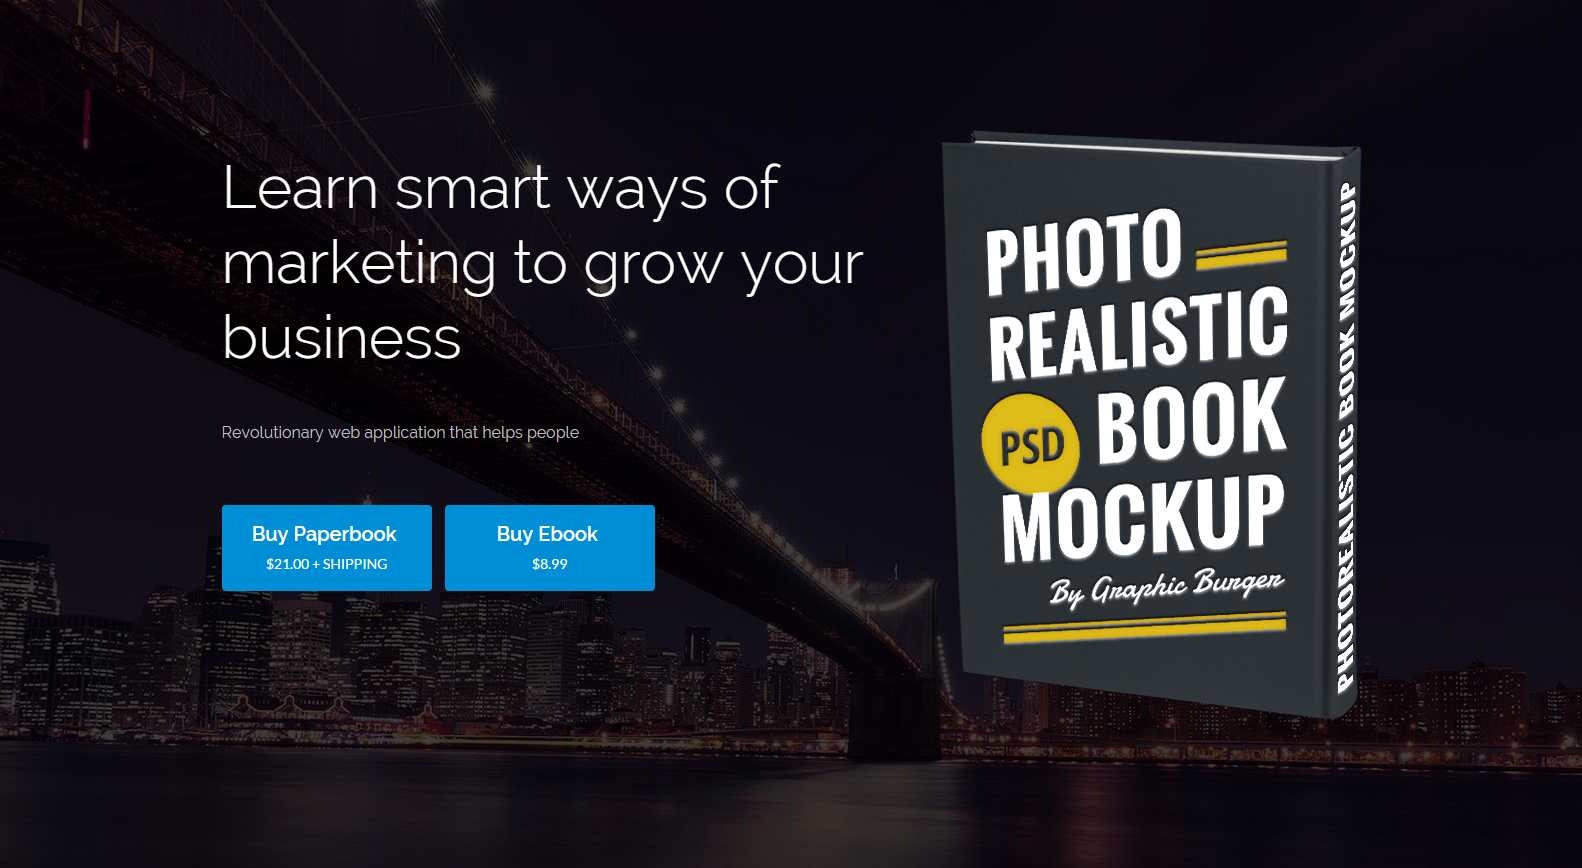 Learn smart ways of
marketing to grow your
business
Revolutionary web application that helps people
Buy Paperbook
$21.00 + SHIPPING
Buy Ebook
$8.99
PHOTO
REALISTIC
PSD BOOK
MOCKUP
By Graphic Burger
PHOTOREALISTIC BOOK MOCKUP